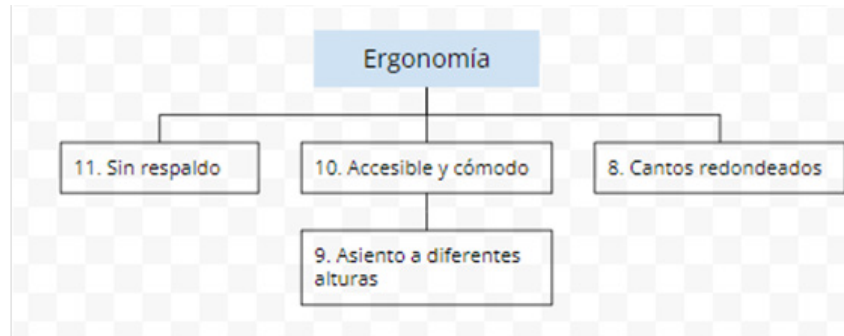 Ergonomía
11. Sin respaldo
10. Accesible y cómodo
8. Cantos redondeados
9. Asiento a diferentes
alturas